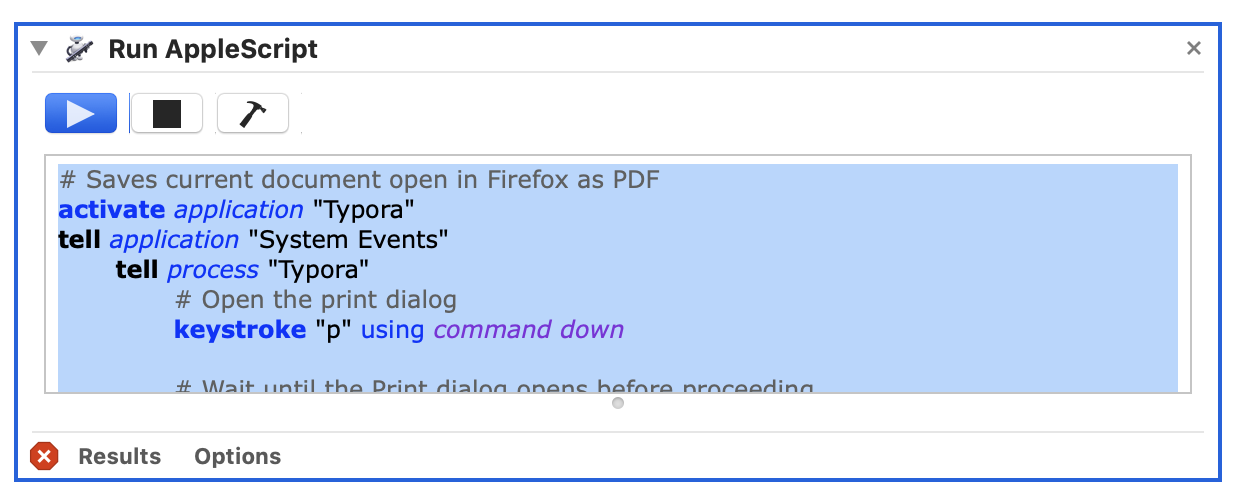 Run AppleScript
# Saves current document open in Firefox as PDF
activate application "Typora"
tell application "System Events"
tell process "Typora"
# Open the print dialog
keystroke "p" using command down
# Wait until the Print dialog opens before proceeding
Results Options